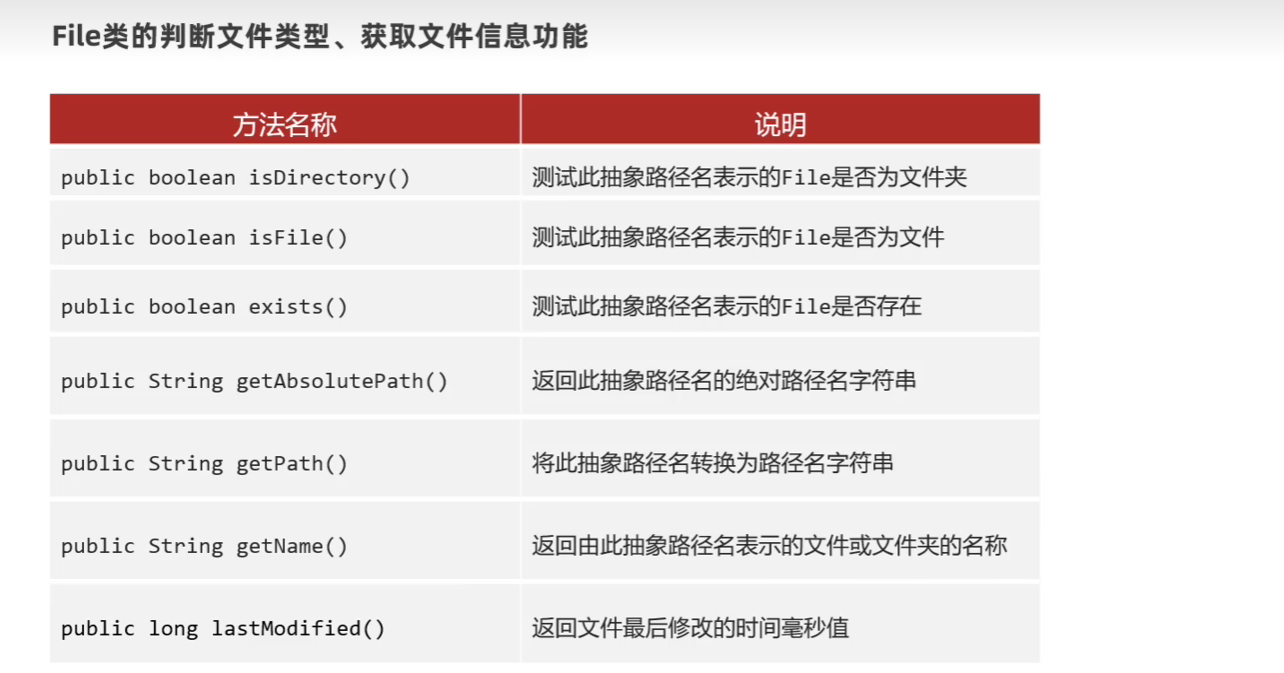 File类的判断文件类型、获取文件信息功能
方法名称 说明
public boolean isDirectory() 测试此抽象路径名表示的File是否为文件夹
public boolean isFile() 测试此抽象路径名表示的File是否为文件
public boolean exists() 测试此抽象路径名表示的File是否存在
public String getAbsolutePath() 返回此抽象路径名的绝对路径名字符串
public String getPath() 将此抽象路径名转换为路径名字符串
public String getName() 返回由此抽象路径名表示的文件或文件夹的名称
public long lastModified() 返回文件最后修改的时间毫秒值